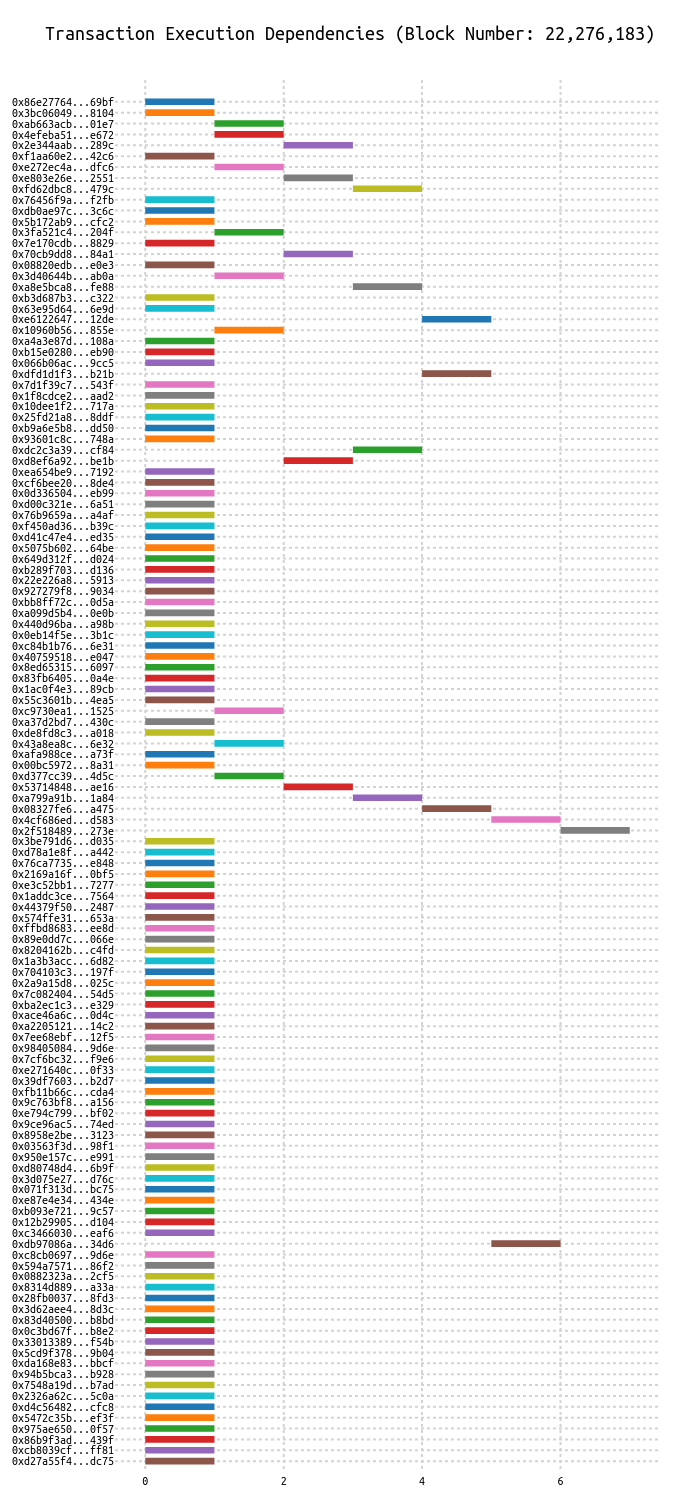 Transaction Execution Dependencies (Block Number: 22,276,183)
0x86e27764...69bf
0x3bc06049...8104
0xab663acb...01e7
0x4efeba51...e672
0x2e344aab...289c
0xf1aa60e2...42c6
0xe272ec4a...dfc6
0xe803e26e...2551
0xfd62dbc8...479c
0x76456f9a...f2fb
0xdb0ae97c...3c6c
0x5b172ab9...cfc2
0x3fa521c4...204f
0x7e170cdb...8829
0x70cb9dd8...84a1
0x08820edb...e0e3
0x3d40644b...ab0a
0xa8e5bca8...fe88
0xb3d687b3...c322
0x63e95d64...6e9d
0xe6122647...12de
0x10960b56...855e
0xa4a3e87d...108a
0xb15e0280...eb90
0x066b06ac...9cc5
0xdfd1d1f3...b21b
0x7d1f39c7...543f
0x1f8cdce2...aad2
0x10dee1f2...717a
0x25fd21a8...8ddf
0xb9a6e5b8...dd50
0x93601c8c...748a
0xdc2c3a39...cf84
0xd8ef6a92...be1b
0xea654be9...7192
0xcf6bee20...8de4
0x0d336504...eb99
0xd00c321e...6a51
0x76b9659a...a4af
0xf450ad36...b39c
0xd41c47e4...ed35
0x5075b602...64be
0x649d312f...d024
0xb289f703...d136
0x22e226a8...5913
0x927279f8...9034
0xbb8ff72c...0d5a
0xa099d5b4...0e0b
0x440d96ba...a98b
0x0eb14f5e...3b1c
0xc84b1b76...6e31
0x40759518...e047
0x8ed65315...6097
0x83fb6405...0a4e
0x1ac0f4e3...89cb
0x55c3601b...4ea5
0xc9730ea1...1525
0xa37d2bd7...430c
0xde8fd8c3...a018
0x43a8ea8c...6e32
0xafa988ce...a73f
0x00bc5972...8a31
0xd377cc39...4d5c
0x53714848...ae16
0xa799a91b...1a84
0x08327fe6...a475
0x4cf686ed...d583
0x2f518489...273e
0x3be791d6...d035
0xd78a1e8f...a442
0x76ca7735...e848
0x2169a16f...0bf5
0xe3c52bb1...7277
0x1addc3ce...7564
0x44379f50...2487
0x574ffe31...653a
0xffbd8683...ee8d
0x89e0dd7c...066e
0x8204162b...c4fd
0x1a3b3acc...6d82
0x704103c3...197f
0x2a9a15d8...025c
0x7c082404...54d5
0xba2ec1c3...e329
0xace46a6c...0d4c
0xa2205121...14c2
0x7ee68ebf...12f5
0x98405084...9d6e
0x7cf6bc32...f9e6
0xe271640c...0f33
0x39df7603...b2d7
0xfb11b66c...cda4
0x9c763bf8...a156
0xe794c799...bf02
0x9ce96ac5...74ed
0x8958e2be...3123
0x03563f3d...98f1
0x950e157c...e991
0xd80748d4...6b9f
0x3d075e27...d76c
0x071f313d...bc75
0xe87e4e34...434e
0xb093e721...9c57
0x12b29905...d104
0xc3466030...eaf6
0xdb97086a...34d6
0xc8cb0697...9d6e
0x594a7571...86f2
0x0882323a...2cf5
0x8314d889...a33a
0x28fb0037...8fd3
0x3d62aee4...8d3c
0x83d40500...b8bd
0x0c3bd67f...b8e2
0x33013389...f54b
0x5cd9f378...9b04
0xda168e83...bbcf
0x94b5bca3...b928
0x7548a19d...b7ad
0x2326a62c...5c0a
0xd4c56482...cfc8
0x5472c35b...ef3f
0x975ae650...0f57
0x86b9f3ad...439f
0xcb8039cf...ff81
0xd27a55f4...dc75
0 2 4 6